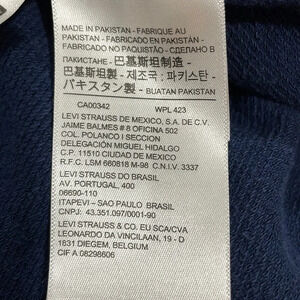 MADE IN PAKISTAN - FABRIQUE AU
PAKISTAN - FABRICADO EN PAKISTÁN -
FABRICADO NO PAQUISTÃO - СДЕЛАНО В
ПАКИСТАНЕ - 巴基斯坦制造 -
巴基斯坦製 - 제조국 : 파키스탄 -
パキスタン製 - BUATAN PAKISTAN
CA00342 WPL 423
LEVI STRAUSS DE MEXICO, S.A. DE C.V.
JAIME BALMES # 8 OFICINA 502
COL. POLANCO I SECCION
DELEGACIÓN MIGUEL HIDALGO
C.P. 11510 CIUDAD DE MEXICO
R.F.C. LSM 660818 M-98 C.N.I.V. 3337
LEVI STRAUSS DO BRASIL
AV. PORTUGAL, 400
06690-110
ITAPEVI – SAO PAULO BRASIL
CNPJ: 43.351.097/0001-90
LEVI STRAUSS & CO EU SCA/CVA
LEONARDO DA VINCILAAN, 19 - D
1831 DIEGEM, BELGIUM
CIF A 08298606